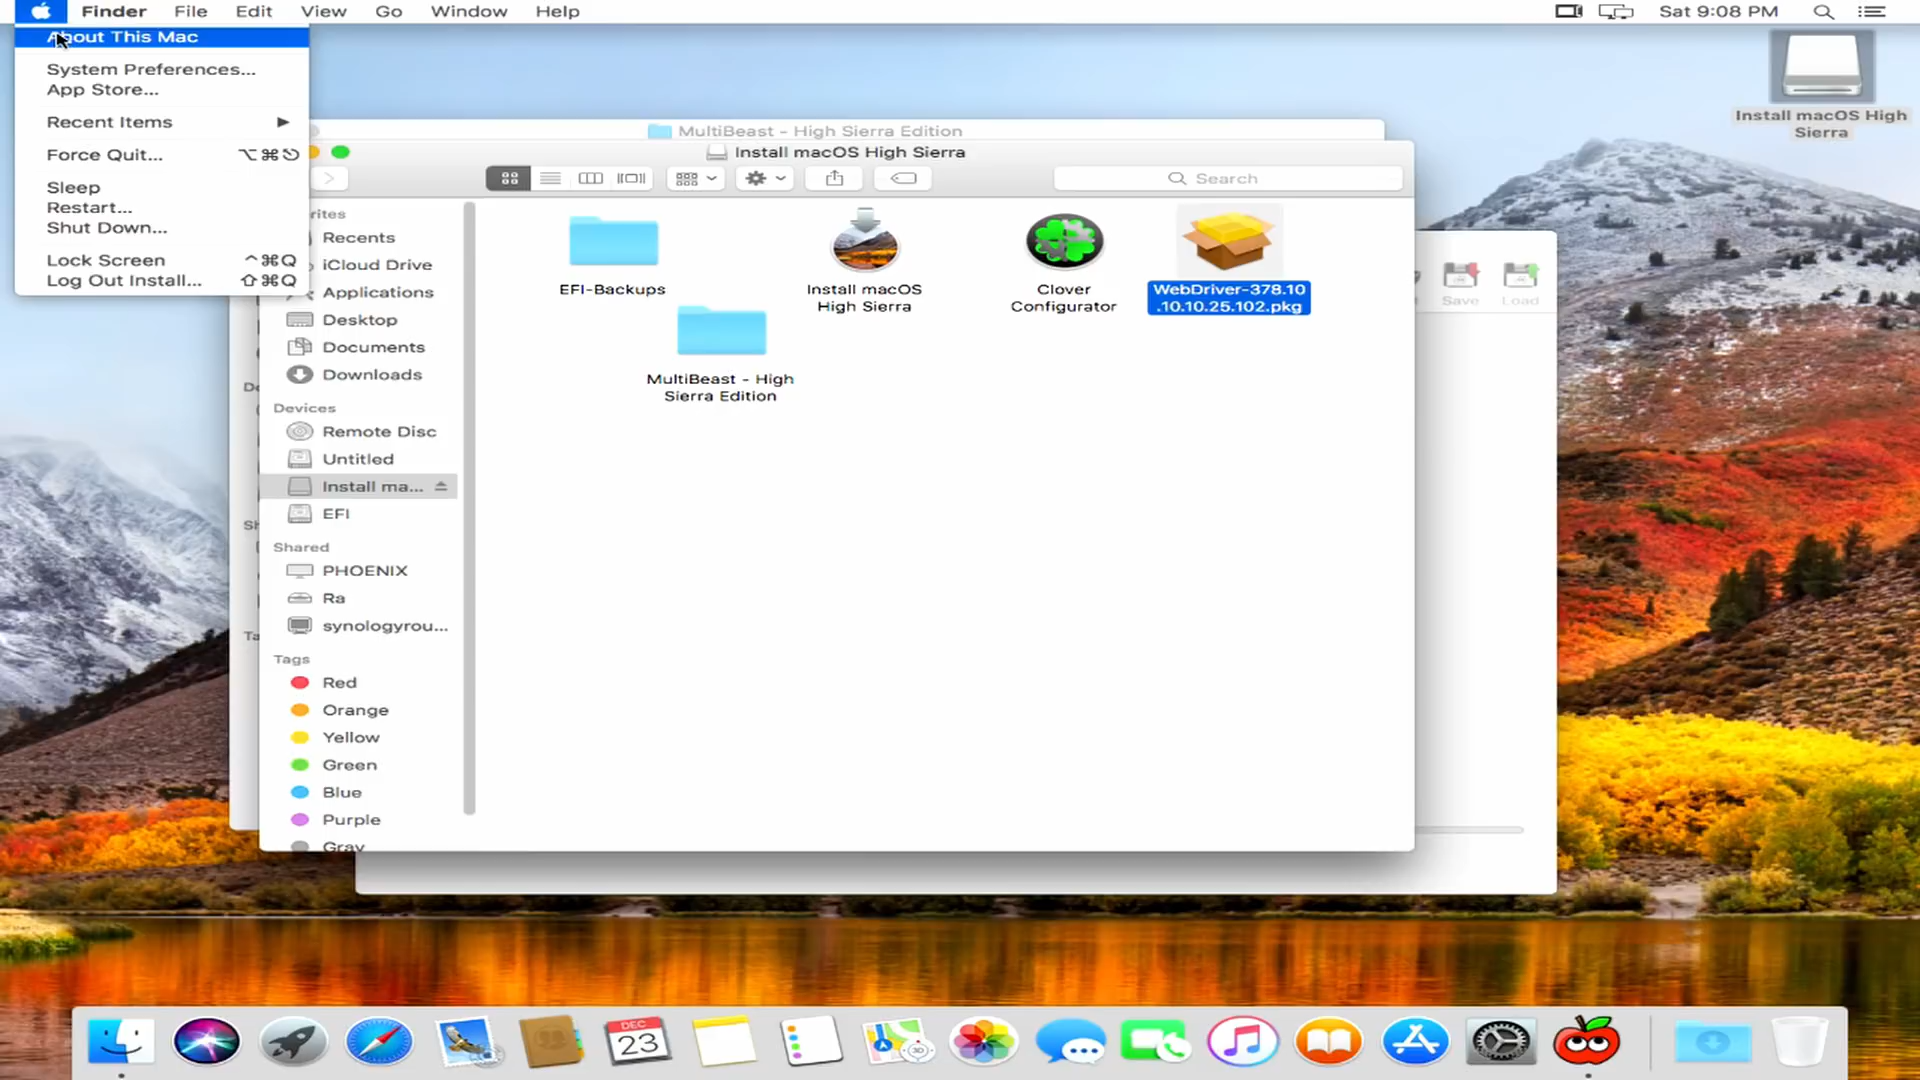 Finder File Edit View Go Window Help
Sat 9:08 PM
About This Mac
System Preferences...
App Store...
Recent Items
Force Quit... ⌥⌘⎋
Sleep
Restart...
Shut Down...
Lock Screen ^⌘Q
Log Out Install... ⇧⌘Q
Install macOS High
Sierra
MultiBeast - High Sierra Edition
Install macOS High Sierra
Search
Save
Load
rites
Recents
iCloud Drive
Applications
Desktop
Documents
Downloads
Devices
Remote Disc
Untitled
Install ma...
EFI
Shared
PHOENIX
Ra
synologyrou...
Tags
Red
Orange
Yellow
Green
Blue
Purple
Gray
De
Sh
Ta
EFI-Backups
Install macOS
High Sierra
Clover
Configurator
WebDriver-378.10
.10.10.25.102.pkg
MultiBeast - High
Sierra Edition
DEC
23